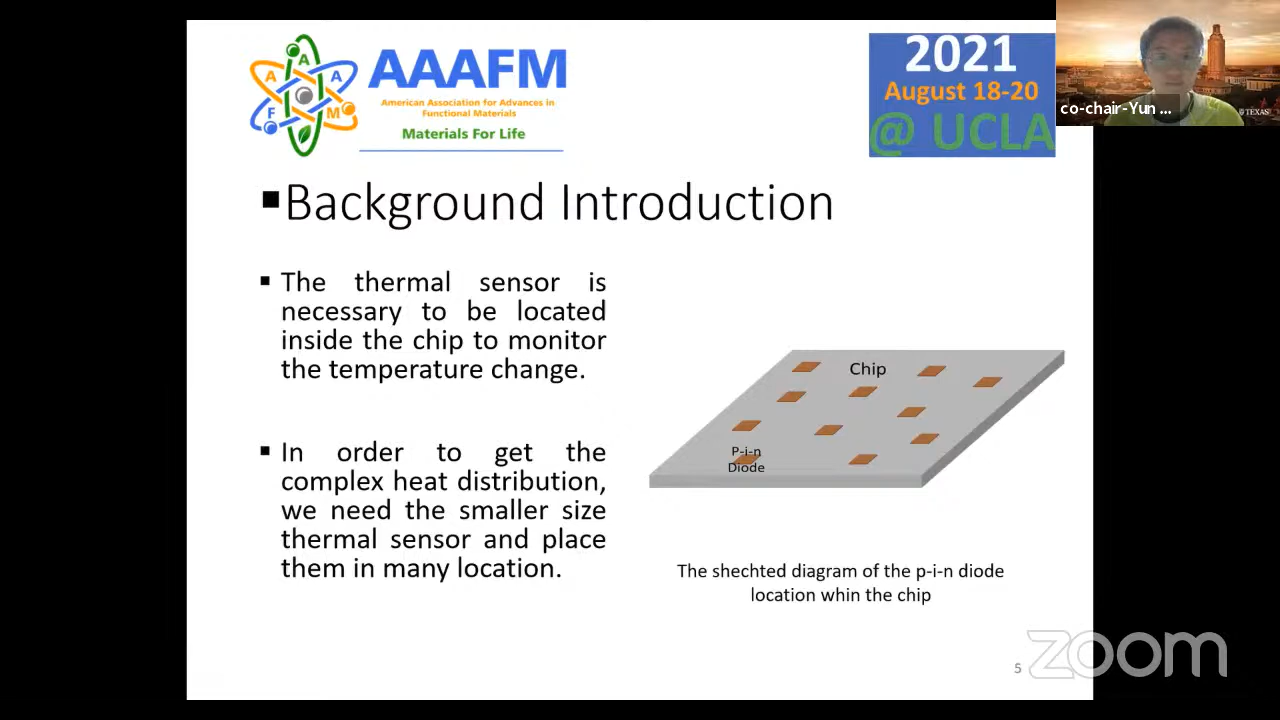 A
A
A
F
M
AAAFM
American Association for Advances in
Functional Materials
Materials For Life
2021
August 18-20
@ UCLA
co-chair-Yun ...
TEXAS
▪Background Introduction
▪ The thermal sensor is
necessary to be located
inside the chip to monitor
the temperature change.
▪ In order to get the
complex heat distribution,
we need the smaller size
thermal sensor and place
them in many location.
Chip
P-i-n
Diode
The shechted diagram of the p-i-n diode
location whin the chip
5
zoom